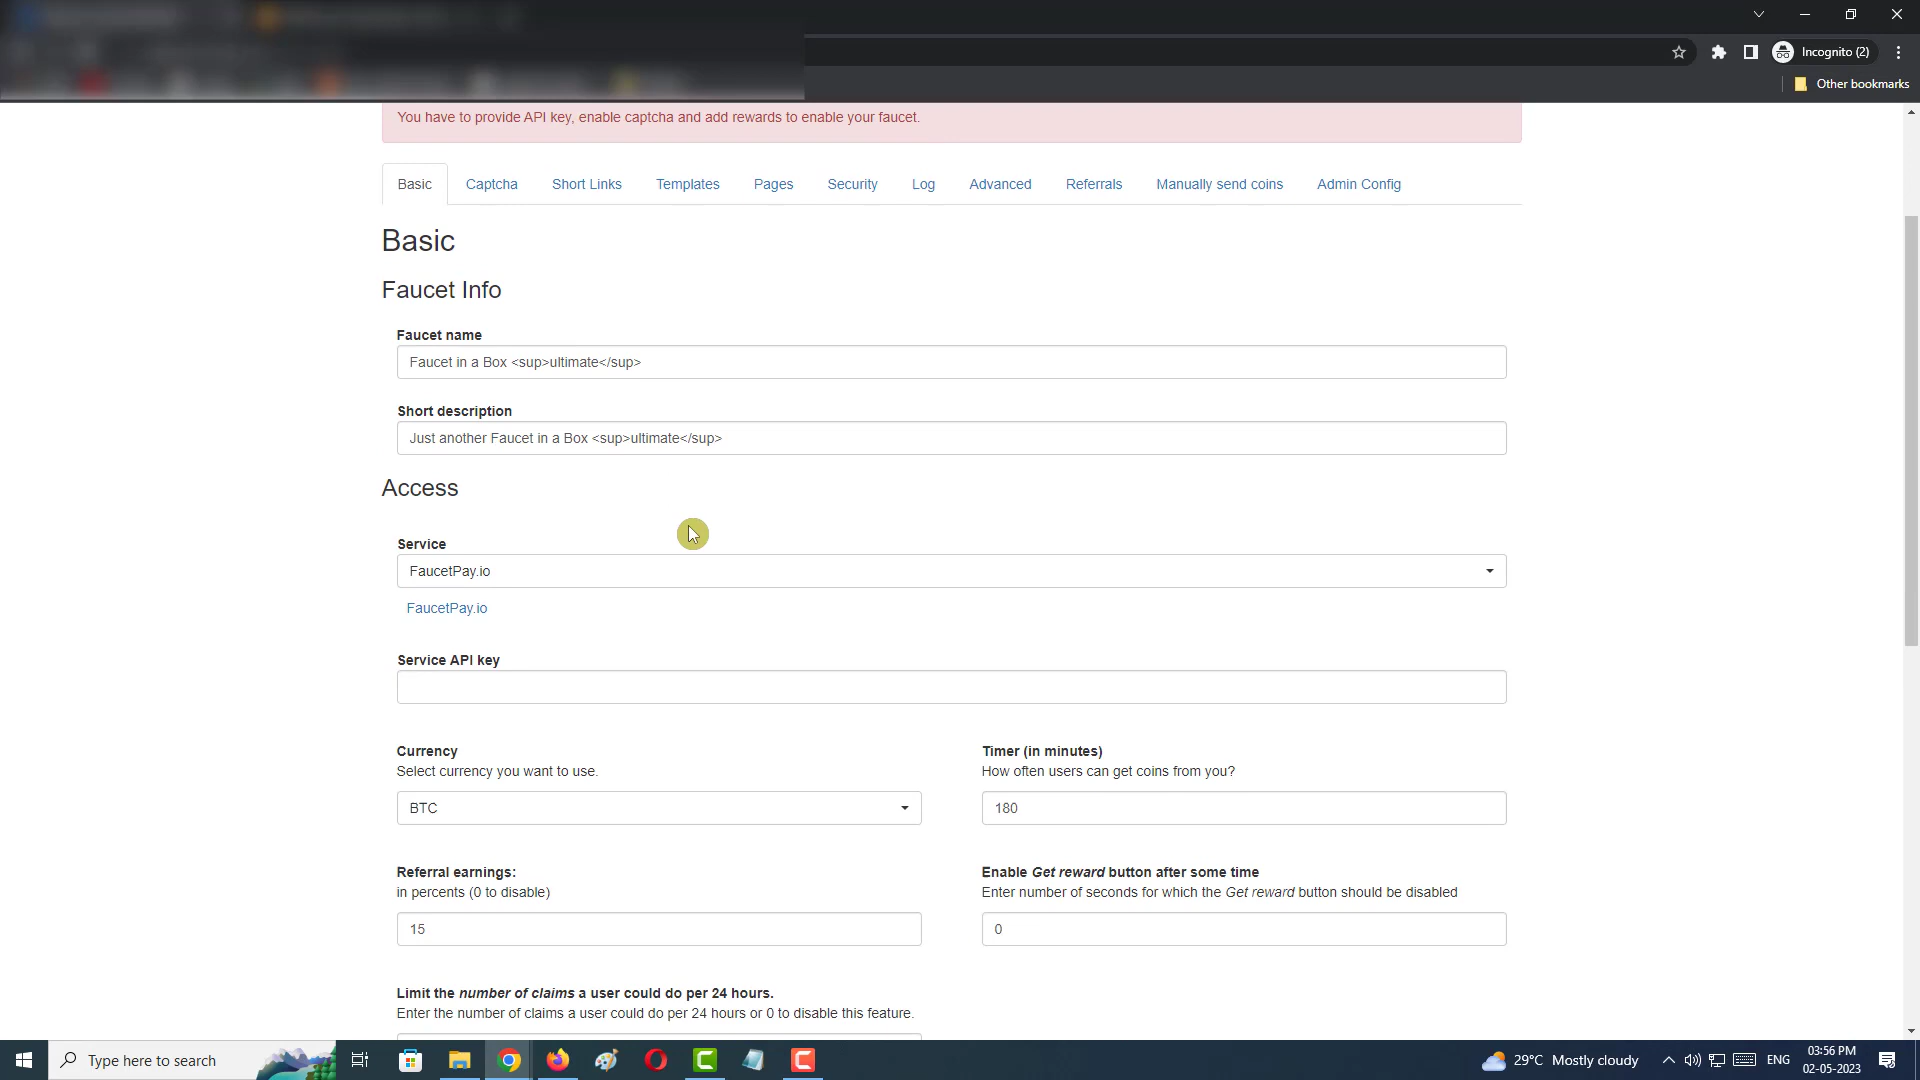 Incognito (2)
Other bookmarks
You have to provide API key, enable captcha and add rewards to enable your faucet.
Basic Captcha Short Links Templates Pages Security Log Advanced Referrals Manually send coins Admin Config
Basic
Faucet Info
Faucet name
Faucet in a Box <sup>ultimate</sup>
Short description
Just another Faucet in a Box <sup>ultimate</sup>
Access
Service
FaucetPay.io
FaucetPay.io
Service API key
Currency
Select currency you want to use.
BTC
Timer (in minutes)
How often users can get coins from you?
180
Referral earnings:
in percents (0 to disable)
15
Enable Get reward button after some time
Enter number of seconds for which the Get reward button should be disabled
0
Limit the number of claims a user could do per 24 hours.
Enter the number of claims a user could do per 24 hours or 0 to disable this feature.
Type here to search
29°C Mostly cloudy
ENG
03:56 PM
02-05-2023